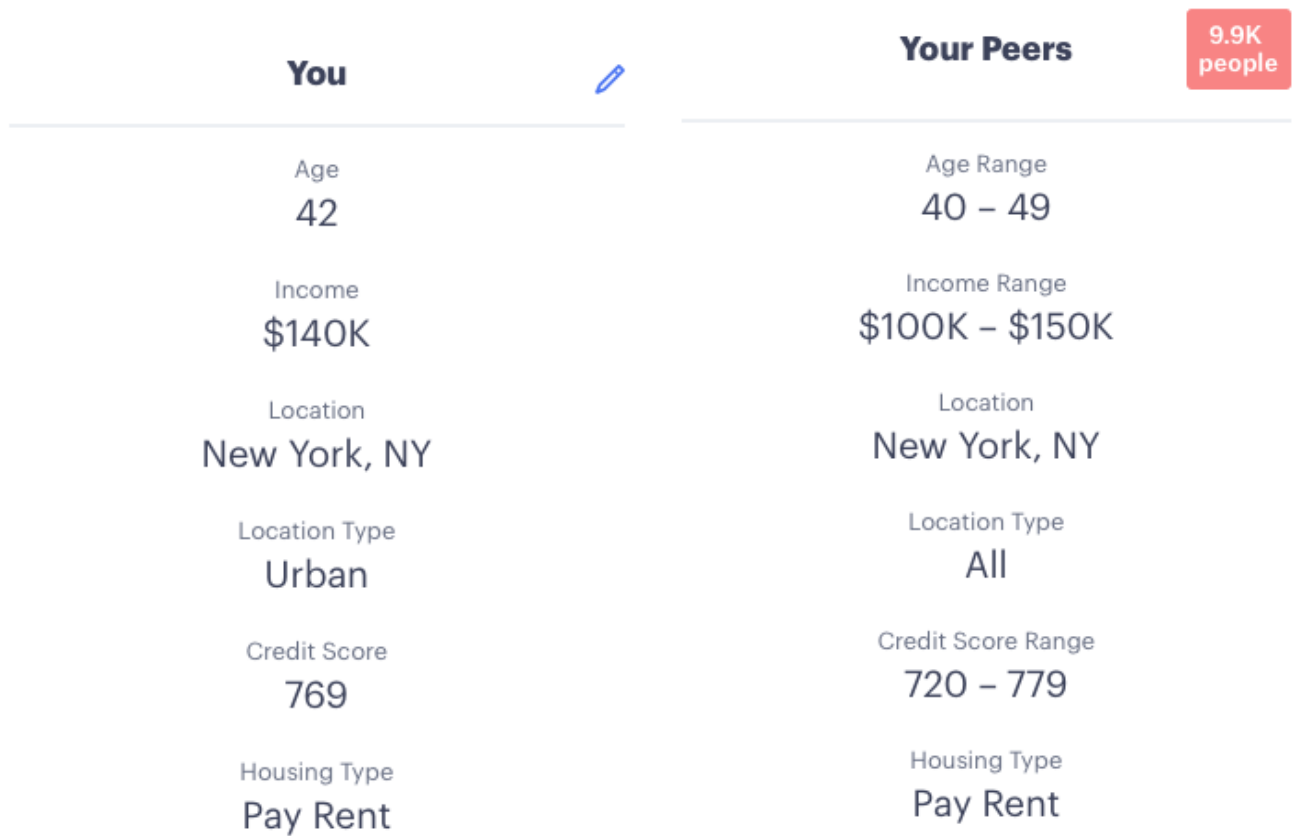 You
Age
42
Income
$140K
Location
New York, NY
Location Type
Urban
Credit Score
769
Housing Type
Pay Rent
Your Peers
9.9K
people
Age Range
40 – 49
Income Range
$100K – $150K
Location
New York, NY
Location Type
All
Credit Score Range
720 – 779
Housing Type
Pay Rent